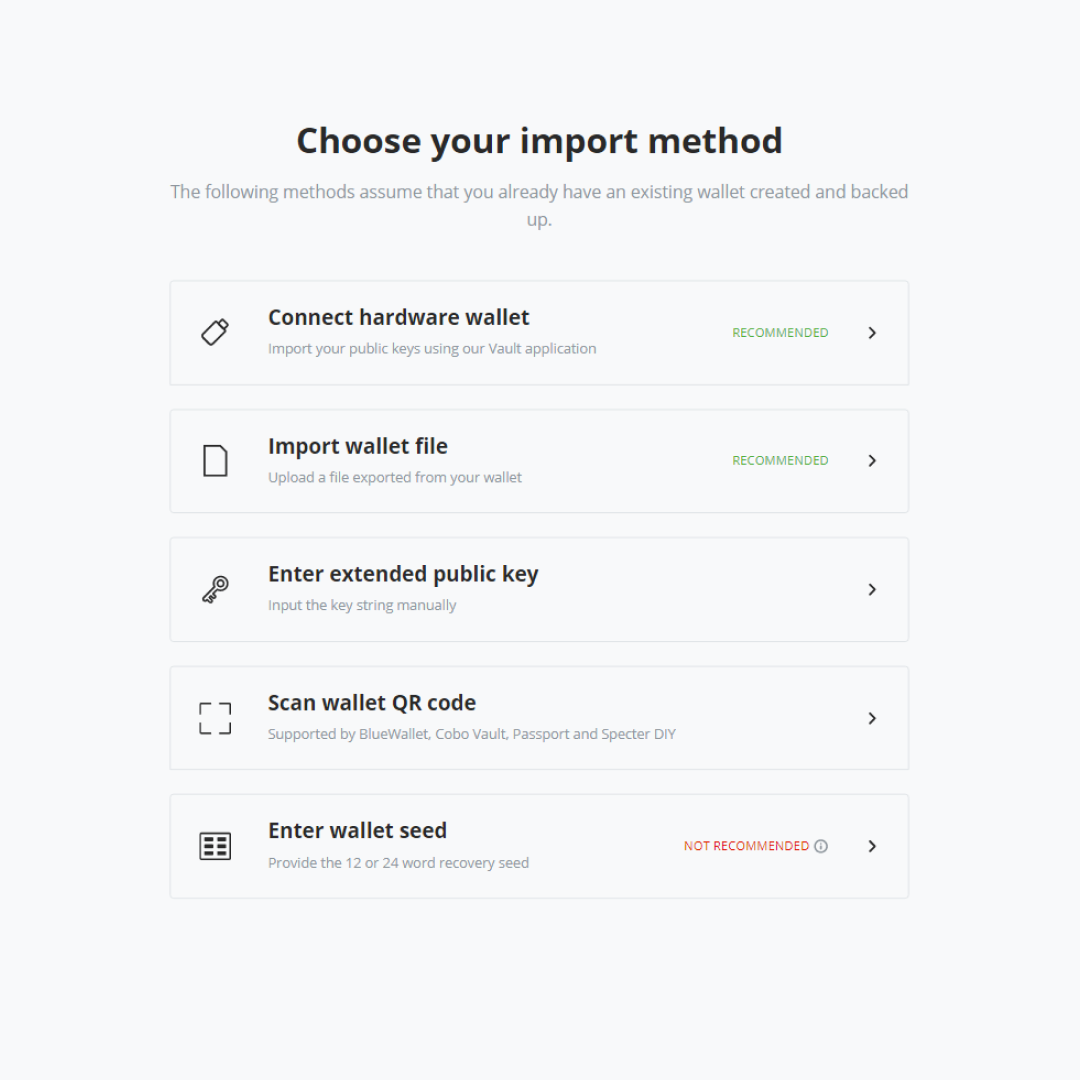 Choose your import method
The following methods assume that you already have an existing wallet created and backed
up.
Connect hardware wallet
Import your public keys using our Vault application
RECOMMENDED
Import wallet file
Upload a file exported from your wallet
RECOMMENDED
Enter extended public key
Input the key string manually
Scan wallet QR code
Supported by BlueWallet, Cobo Vault, Passport and Specter DIY
Enter wallet seed
Provide the 12 or 24 word recovery seed
NOT RECOMMENDED